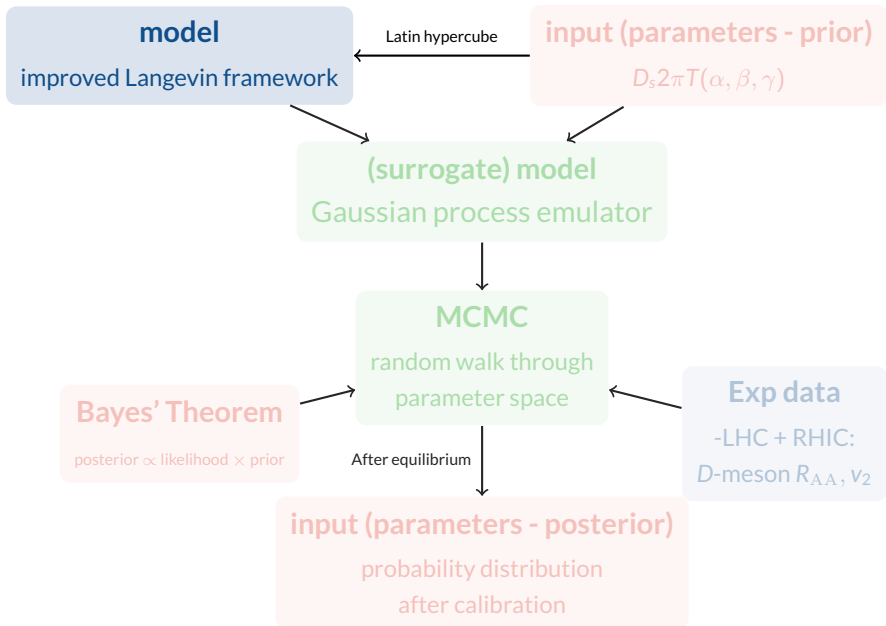 model
improved Langevin framework
Latin hypercube
input (parameters - prior)
Dₛ2πT(α, β, γ)
(surrogate) model
Gaussian process emulator
MCMC
random walk through
parameter space
Bayes’ Theorem
posterior ∝ likelihood × prior
Exp data
-LHC + RHIC:
D-meson R_AA, v₂
After equilibrium
input (parameters - posterior)
probability distribution
after calibration